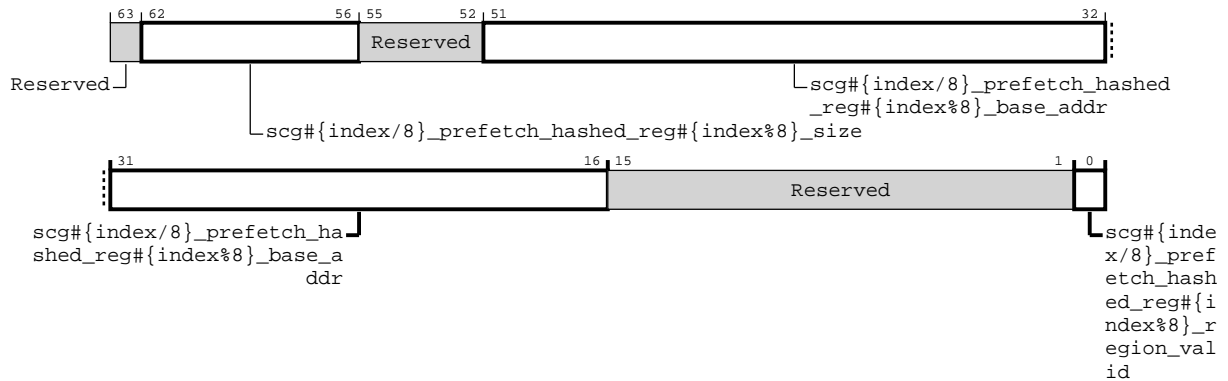 63 62 56 55 52 51 32
Reserved
Reserved
scg#{index/8}_prefetch_hashed
_reg#{index%8}_base_addr
scg#{index/8}_prefetch_hashed_reg#{index%8}_size
31 16 15 1 0
Reserved
scg#{index/8}_prefetch_ha
shed_reg#{index%8}_base_a
ddr
scg#{inde
x/8}_pref
etch_hash
ed_reg#{i
ndex%8}_r
egion_val
id